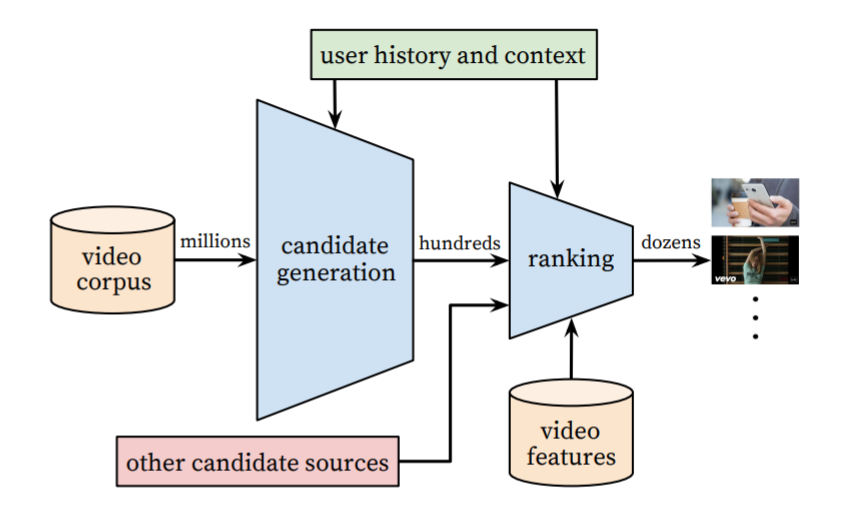 user history and context
video
corpus
millions
candidate
generation
hundreds
ranking
dozens
vevo
other candidate sources
video
features